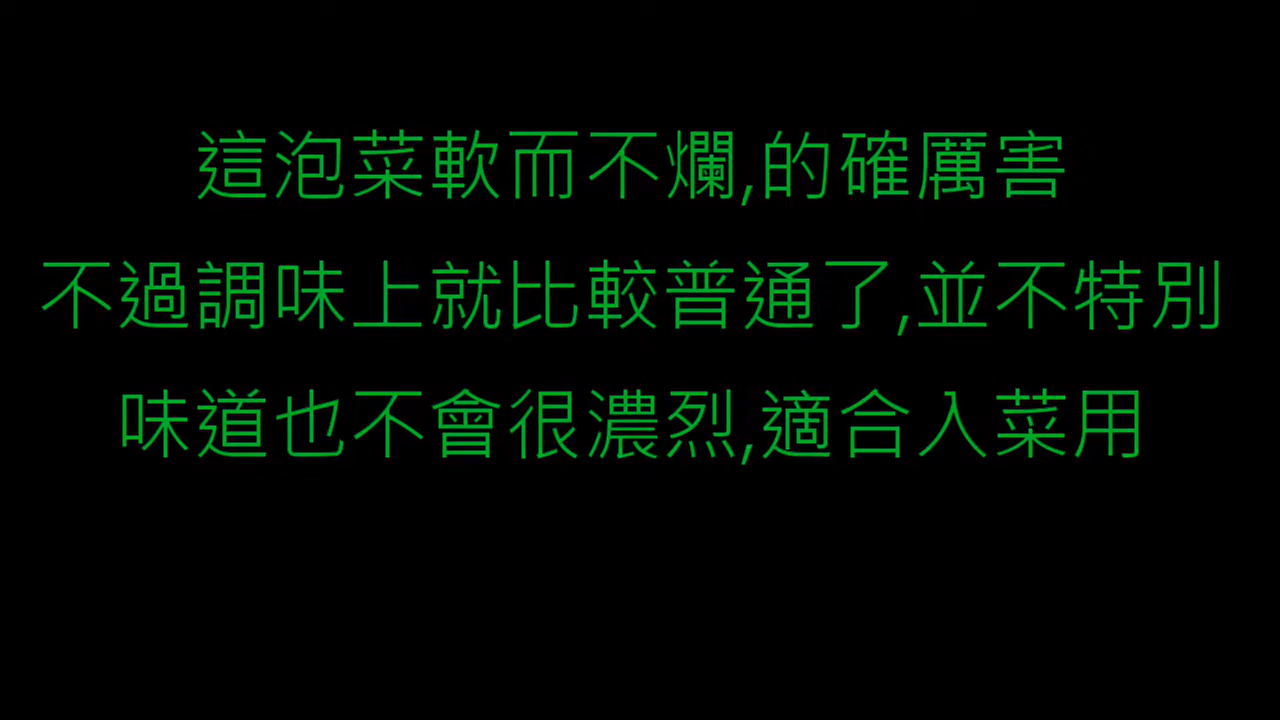 這泡菜軟而不爛,的確厲害
不過調味上就比較普通了,並不特別
味道也不會很濃烈,適合入菜用